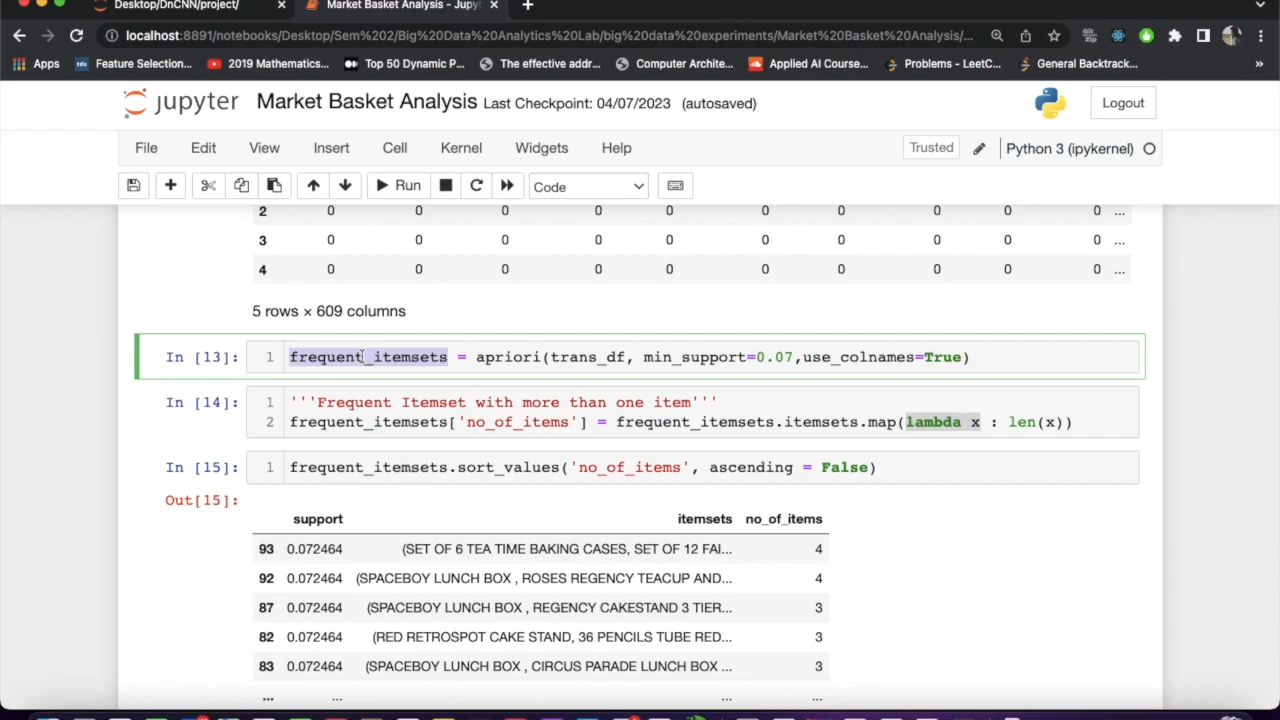 Desktop/DnCNN/project/
Market Basket Analysis - Jupyt
localhost:8891/notebooks/Desktop/Sem%202/Big%20Data%20Analytics%20Lab/big%20data%20experiments/Market%20Basket%20Analysis/...
Apps Feature Selection... 2019 Mathematics... Top 50 Dynamic P... The effective addr... Computer Archite... Applied AI Course... Problems - LeetC... General Backtrack... »
jupyter Market Basket Analysis Last Checkpoint: 04/07/2023 (autosaved) Logout
File Edit View Insert Cell Kernel Widgets Help Trusted Python 3 (ipykernel)
Run Code
2 0 0 0 0 0 0 0 0 0 0 ...
3 0 0 0 0 0 0 0 0 0 0 ...
4 0 0 0 0 0 0 0 0 0 0 ...
5 rows × 609 columns
In [13]: 1 frequent_itemsets = apriori(trans_df, min_support=0.07,use_colnames=True)
In [14]: 1 '''Frequent Itemset with more than one item'''
2 frequent_itemsets['no_of_items'] = frequent_itemsets.itemsets.map(lambda x : len(x))
In [15]: 1 frequent_itemsets.sort_values('no_of_items', ascending = False)
Out[15]:
support itemsets no_of_items
93 0.072464 (SET OF 6 TEA TIME BAKING CASES, SET OF 12 FAI... 4
92 0.072464 (SPACEBOY LUNCH BOX , ROSES REGENCY TEACUP AND... 4
87 0.072464 (SPACEBOY LUNCH BOX , REGENCY CAKESTAND 3 TIER... 3
82 0.072464 (RED RETROSPOT CAKE STAND, 36 PENCILS TUBE RED... 3
83 0.072464 (SPACEBOY LUNCH BOX , CIRCUS PARADE LUNCH BOX ... 3
... ... ... ...